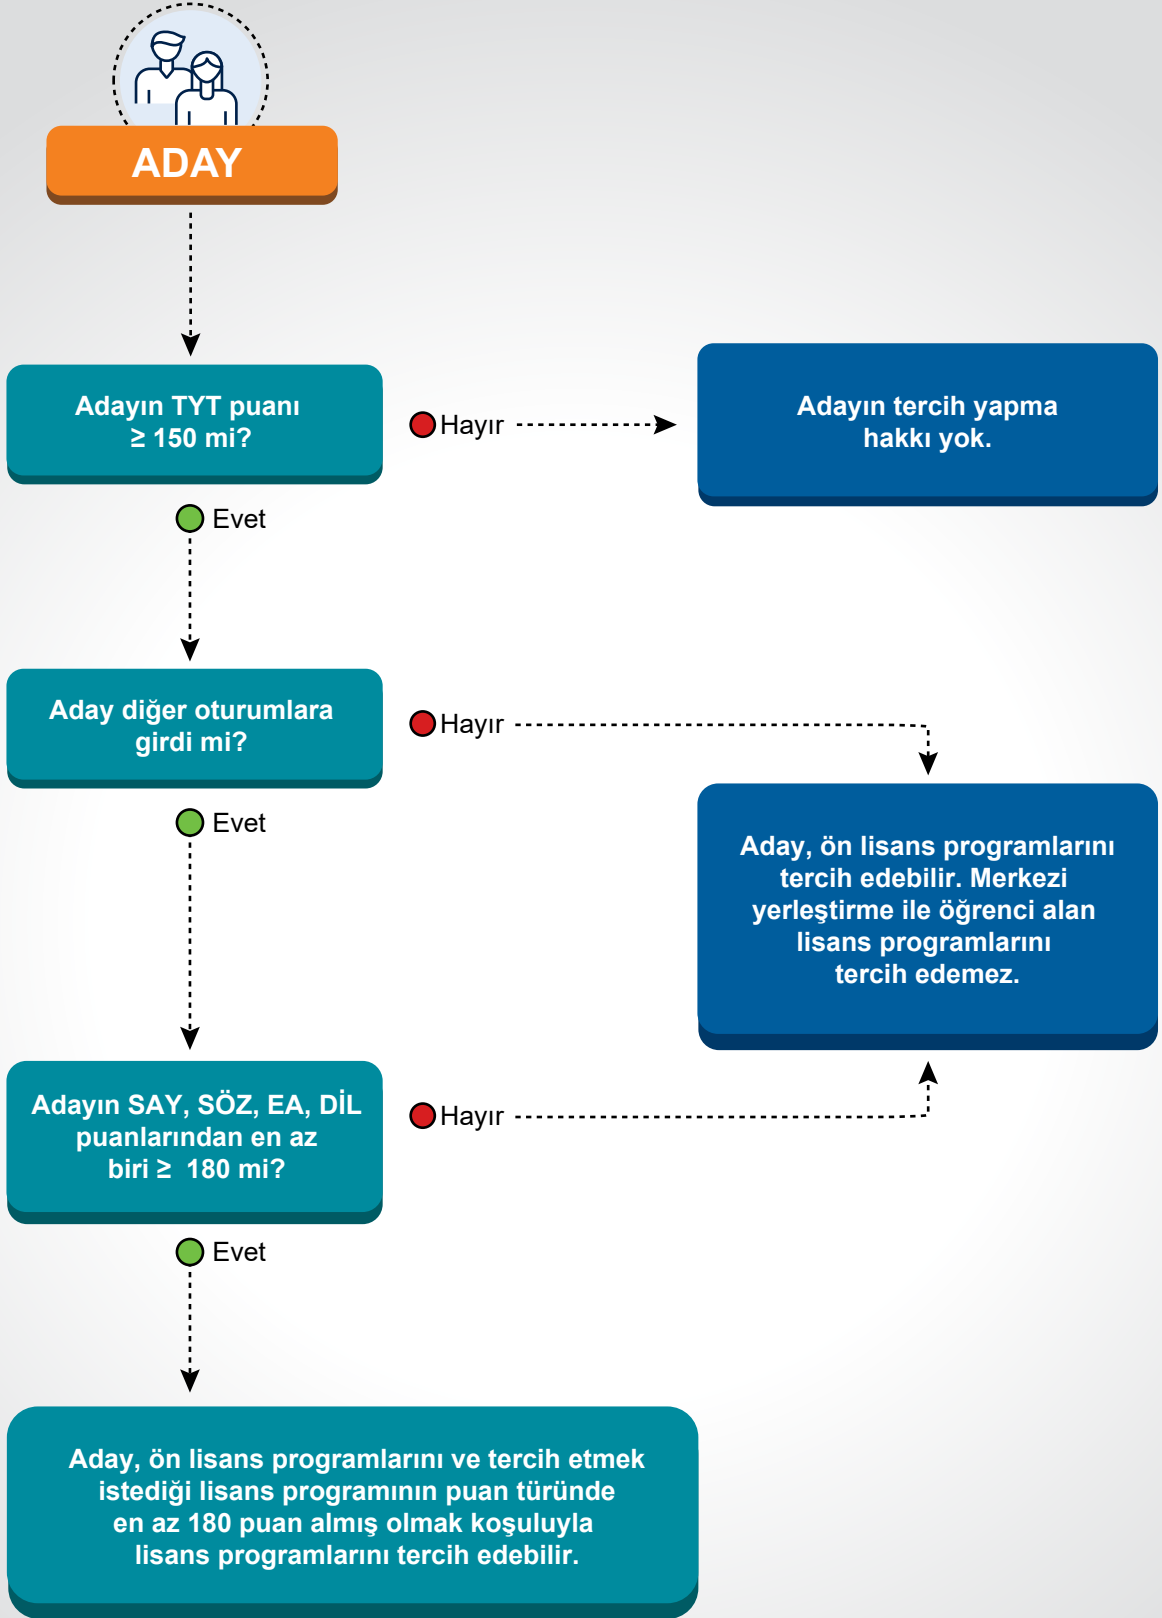 ADAY
Adayın TYT puanı
≥ 150 mi?
Hayır
Adayın tercih yapma
hakkı yok.
Evet
Aday diğer oturumlara
girdi mi?
Hayır
Evet
Aday, ön lisans programlarını
tercih edebilir. Merkezi
yerleştirme ile öğrenci alan
lisans programlarını
tercih edemez.
Adayın SAY, SÖZ, EA, DİL
puanlarından en az
biri ≥ 180 mi?
Hayır
Evet
Aday, ön lisans programlarını ve tercih etmek
istediği lisans programının puan türünde
en az 180 puan almış olmak koşuluyla
lisans programlarını tercih edebilir.